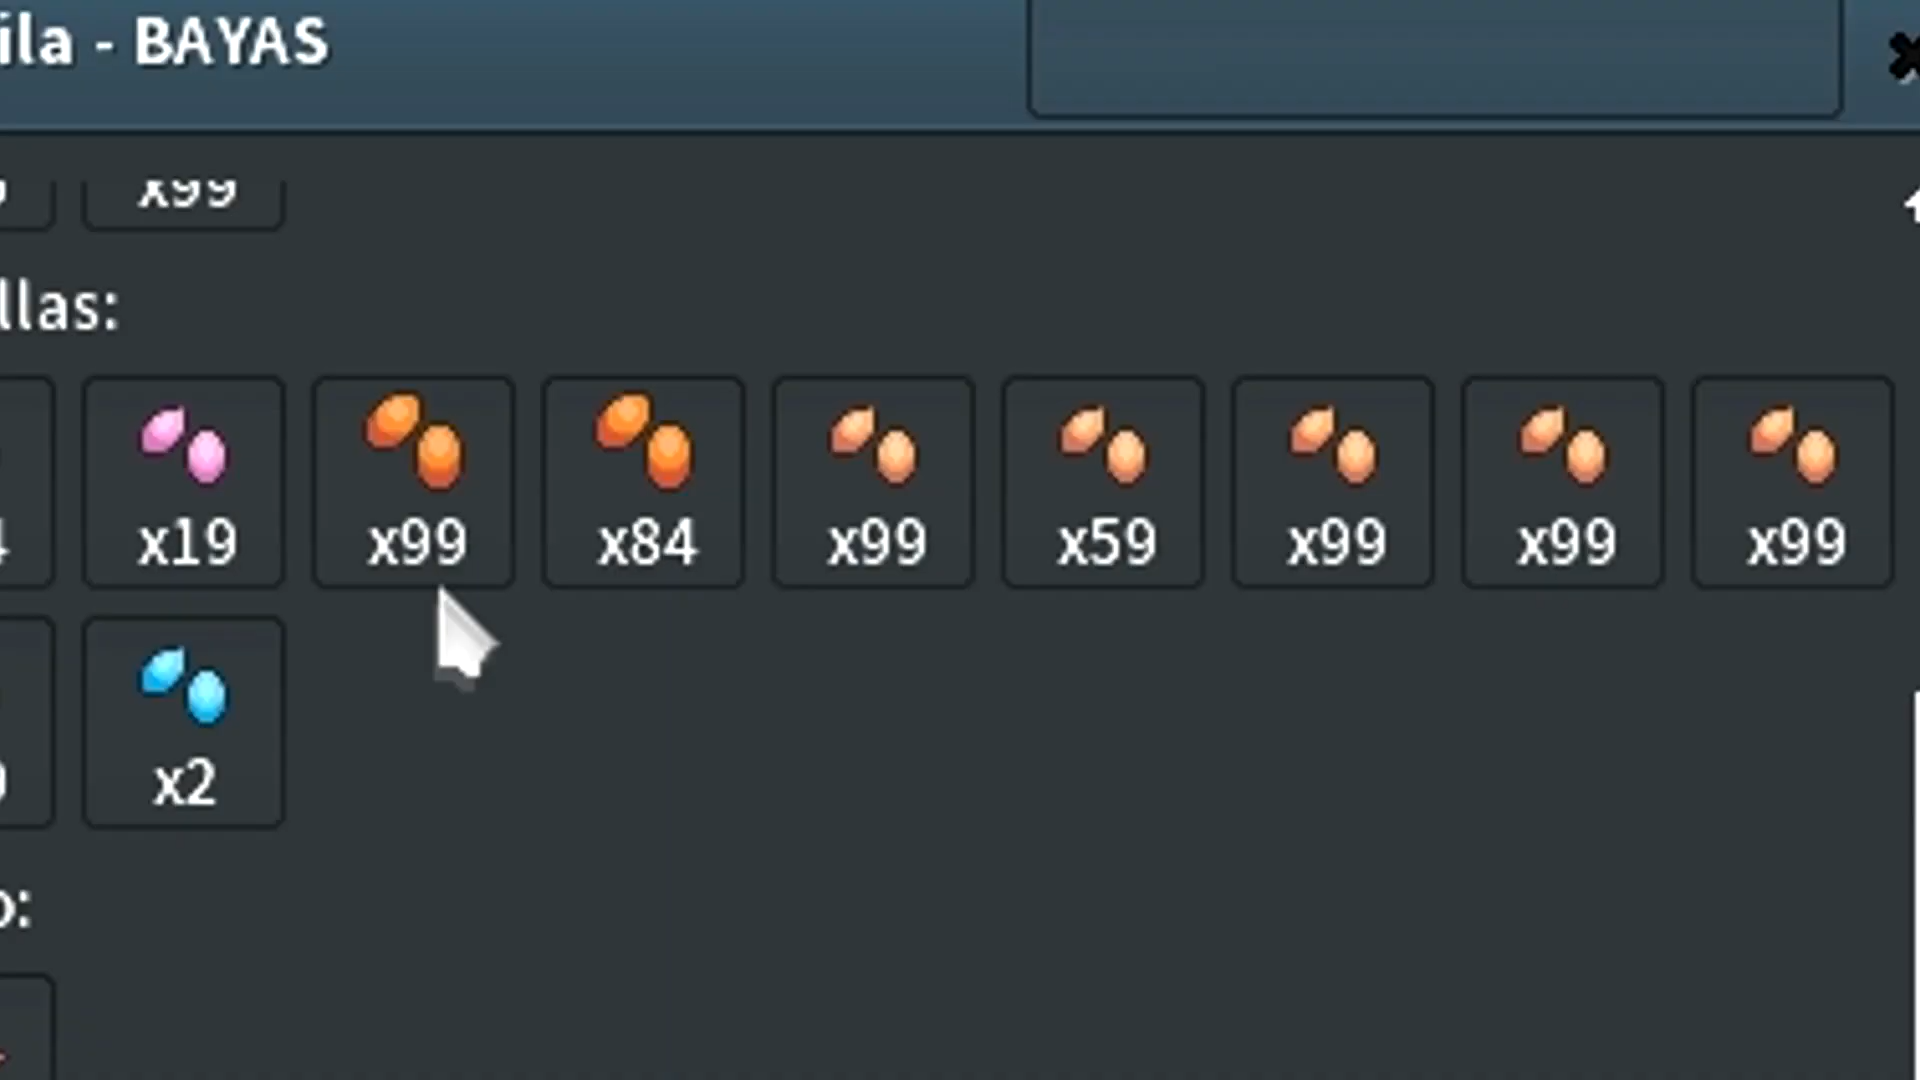 ila - BAYAS
x99
llas:
x19 x99 x84 x99 x59 x99 x99 x99
x2
o: